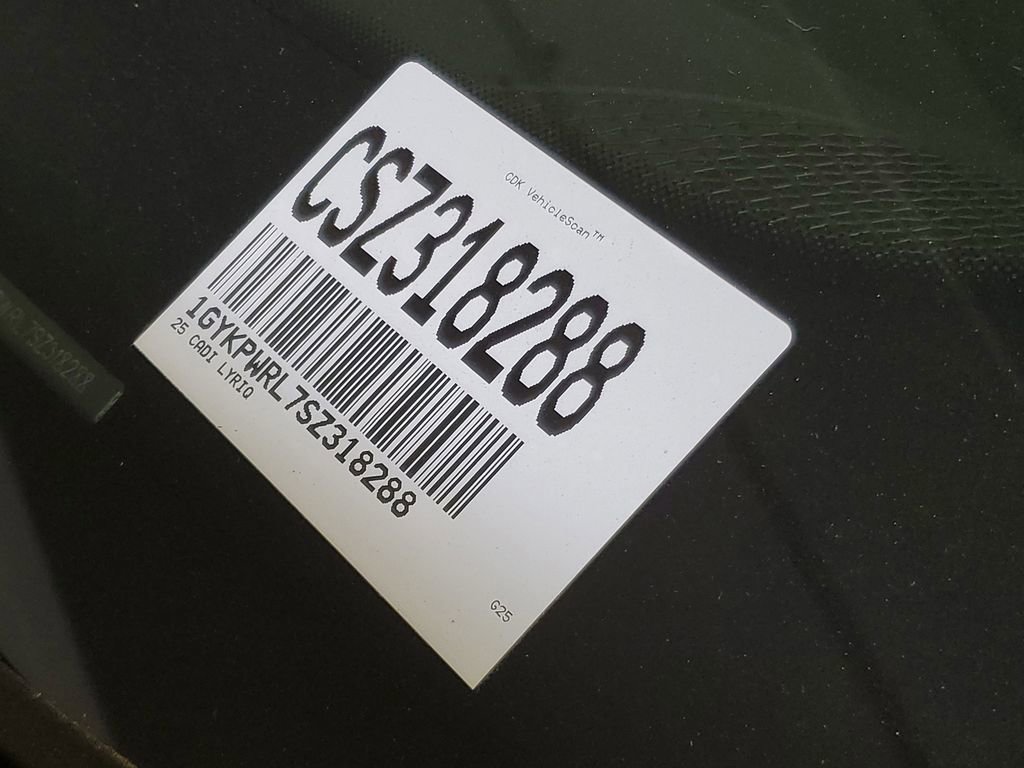 CDK VehicleScan™
CSZ318288
1GYKPWRL7SZ318288
25 CADI LYRIQ
G25